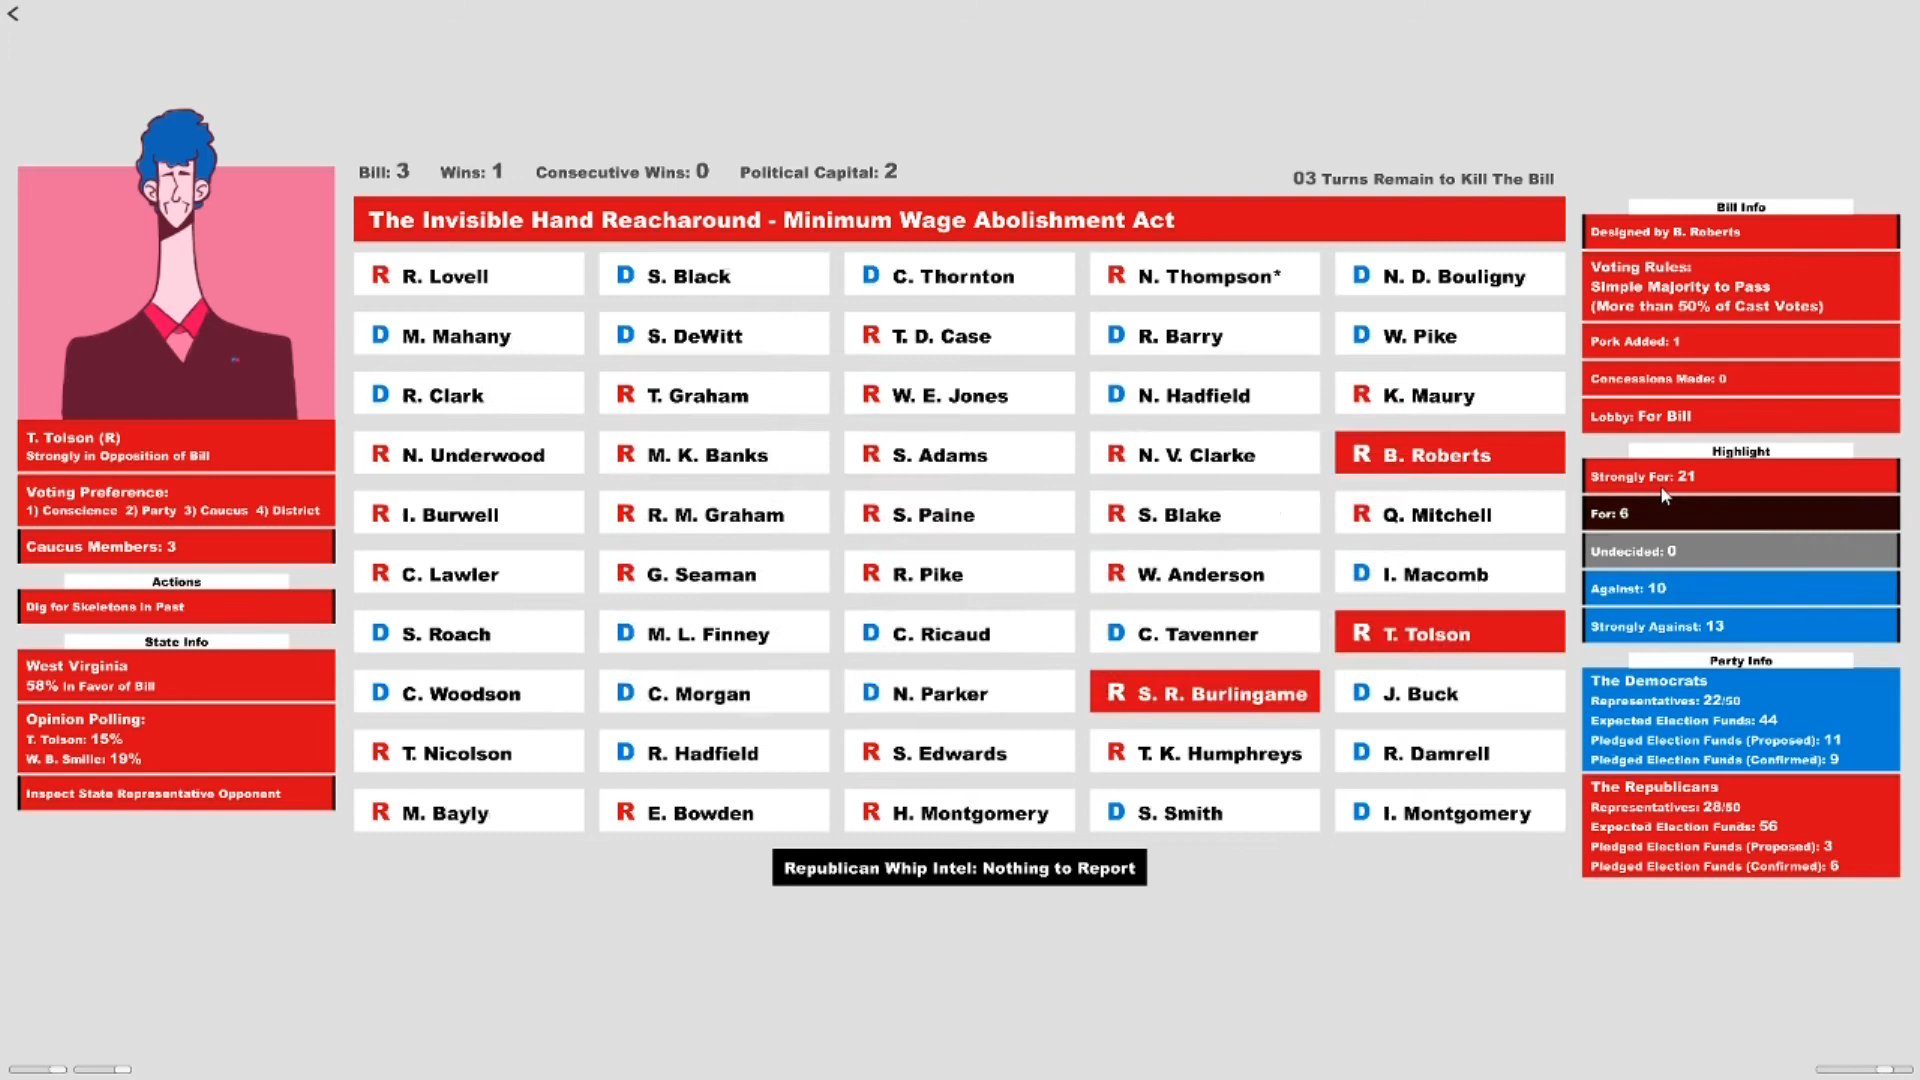 Bill: 3 Wins: 1 Consecutive Wins: 0 Political Capital: 2
03 Turns Remain to Kill The Bill
The Invisible Hand Reacharound - Minimum Wage Abolishment Act
R R. Lovell D S. Black D C. Thornton R N. Thompson* D N. D. Bouligny
D M. Mahany D S. DeWitt R T. D. Case D R. Barry D W. Pike
D R. Clark R T. Graham R W. E. Jones D N. Hadfield R K. Maury
R N. Underwood R M. K. Banks R S. Adams R N. V. Clarke R B. Roberts
R I. Burwell R R. M. Graham R S. Paine R S. Blake R Q. Mitchell
R C. Lawler R G. Seaman R R. Pike R W. Anderson D I. Macomb
D S. Roach D M. L. Finney D C. Ricaud D C. Tavenner R T. Tolson
D C. Woodson D C. Morgan D N. Parker R S. R. Burlingame D J. Buck
R T. Nicolson D R. Hadfield R S. Edwards R T. K. Humphreys D R. Damrell
R M. Bayly R E. Bowden R H. Montgomery D S. Smith D I. Montgomery
Republican Whip Intel: Nothing to Report
T. Tolson (R)
Strongly in Opposition of Bill
Voting Preference:
1) Conscience 2) Party 3) Caucus 4) District
Caucus Members: 3
Actions
Dig for Skeletons in Past
State Info
West Virginia
58% In Favor of Bill
Opinion Polling:
T. Tolson: 15%
W. B. Smilie: 19%
Inspect State Representative Opponent
Bill Info
Designed by B. Roberts
Voting Rules:
Simple Majority to Pass
(More than 50% of Cast Votes)
Pork Added: 1
Concessions Made: 0
Lobby: For Bill
Highlight
Strongly For: 21
For: 6
Undecided: 0
Against: 10
Strongly Against: 13
Party Info
The Democrats
Representatives: 22/50
Expected Election Funds: 44
Pledged Election Funds (Proposed): 11
Pledged Election Funds (Confirmed): 9
The Republicans
Representatives: 28/50
Expected Election Funds: 56
Pledged Election Funds (Proposed): 3
Pledged Election Funds (Confirmed): 6